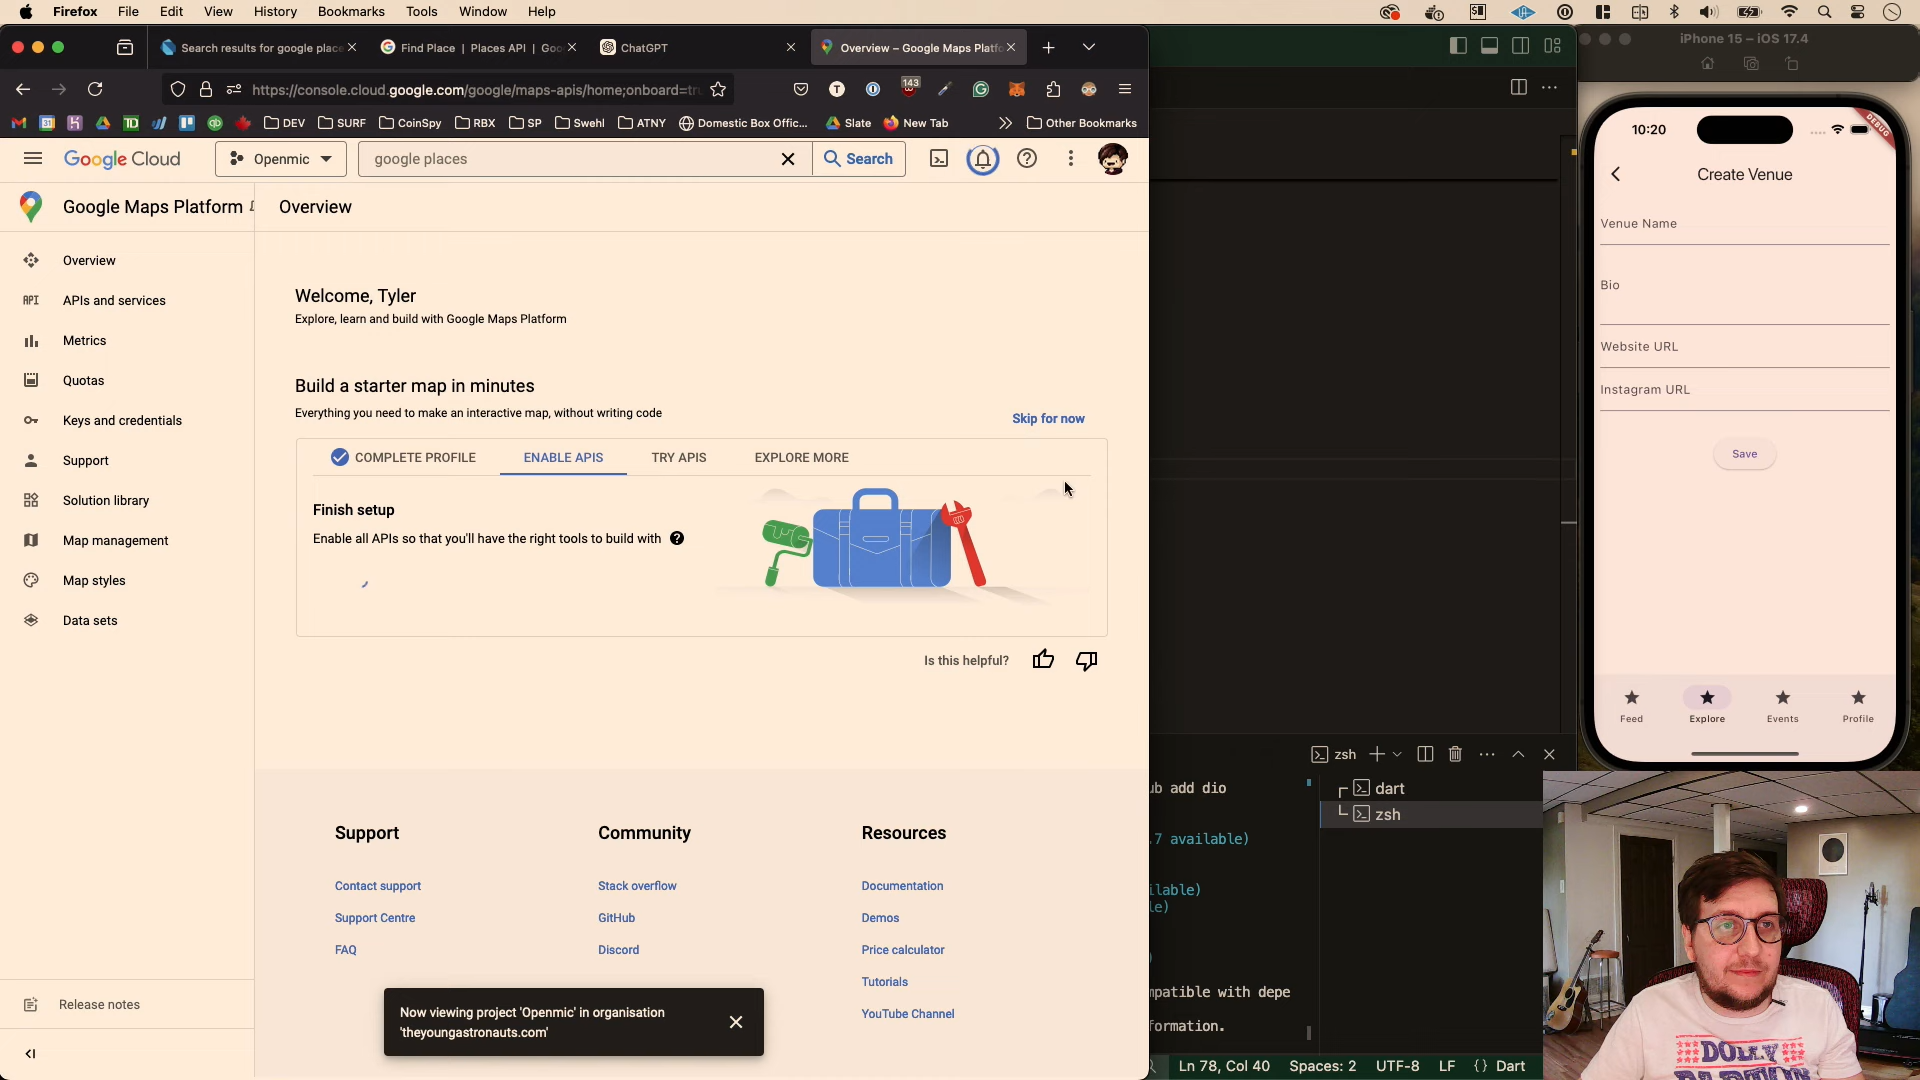 Firefox File Edit View History Bookmarks Tools Window Help
Search results for google place
Find Place | Places API | Goo
ChatGPT
Overview – Google Maps Platfo
https://console.cloud.google.com/google/maps-apis/home;onboard=tr
143
DEV SURF CoinSpy RBX SP Swehl ATNY Domestic Box Offic... Slate New Tab Other Bookmarks
Google Cloud Openmic google places Search
Google Maps Platform
Overview
Overview
APIs and services
Metrics
Quotas
Keys and credentials
Support
Solution library
Map management
Map styles
Data sets
Release notes
Welcome, Tyler
Explore, learn and build with Google Maps Platform
Build a starter map in minutes
Everything you need to make an interactive map, without writing code
Skip for now
COMPLETE PROFILE ENABLE APIS TRY APIS EXPLORE MORE
Finish setup
Enable all APIs so that you'll have the right tools to build with
Is this helpful?
Support
Contact support
Support Centre
FAQ
Community
Stack overflow
GitHub
Discord
Resources
Documentation
Demos
Price calculator
Tutorials
YouTube Channel
Now viewing project 'Openmic' in organisation
'theyoungastronauts.com'
zsh
ub add dio
.7 available)
ilable)
le)
)
mpatible with depe
formation.
dart
zsh
Ln 78, Col 40 Spaces: 2 UTF-8 LF {} Dart
iPhone 15 – iOS 17.4
10:20
DEBUG
Create Venue
Venue Name
Bio
Website URL
Instagram URL
Save
Feed Explore Events Profile
DOLLY